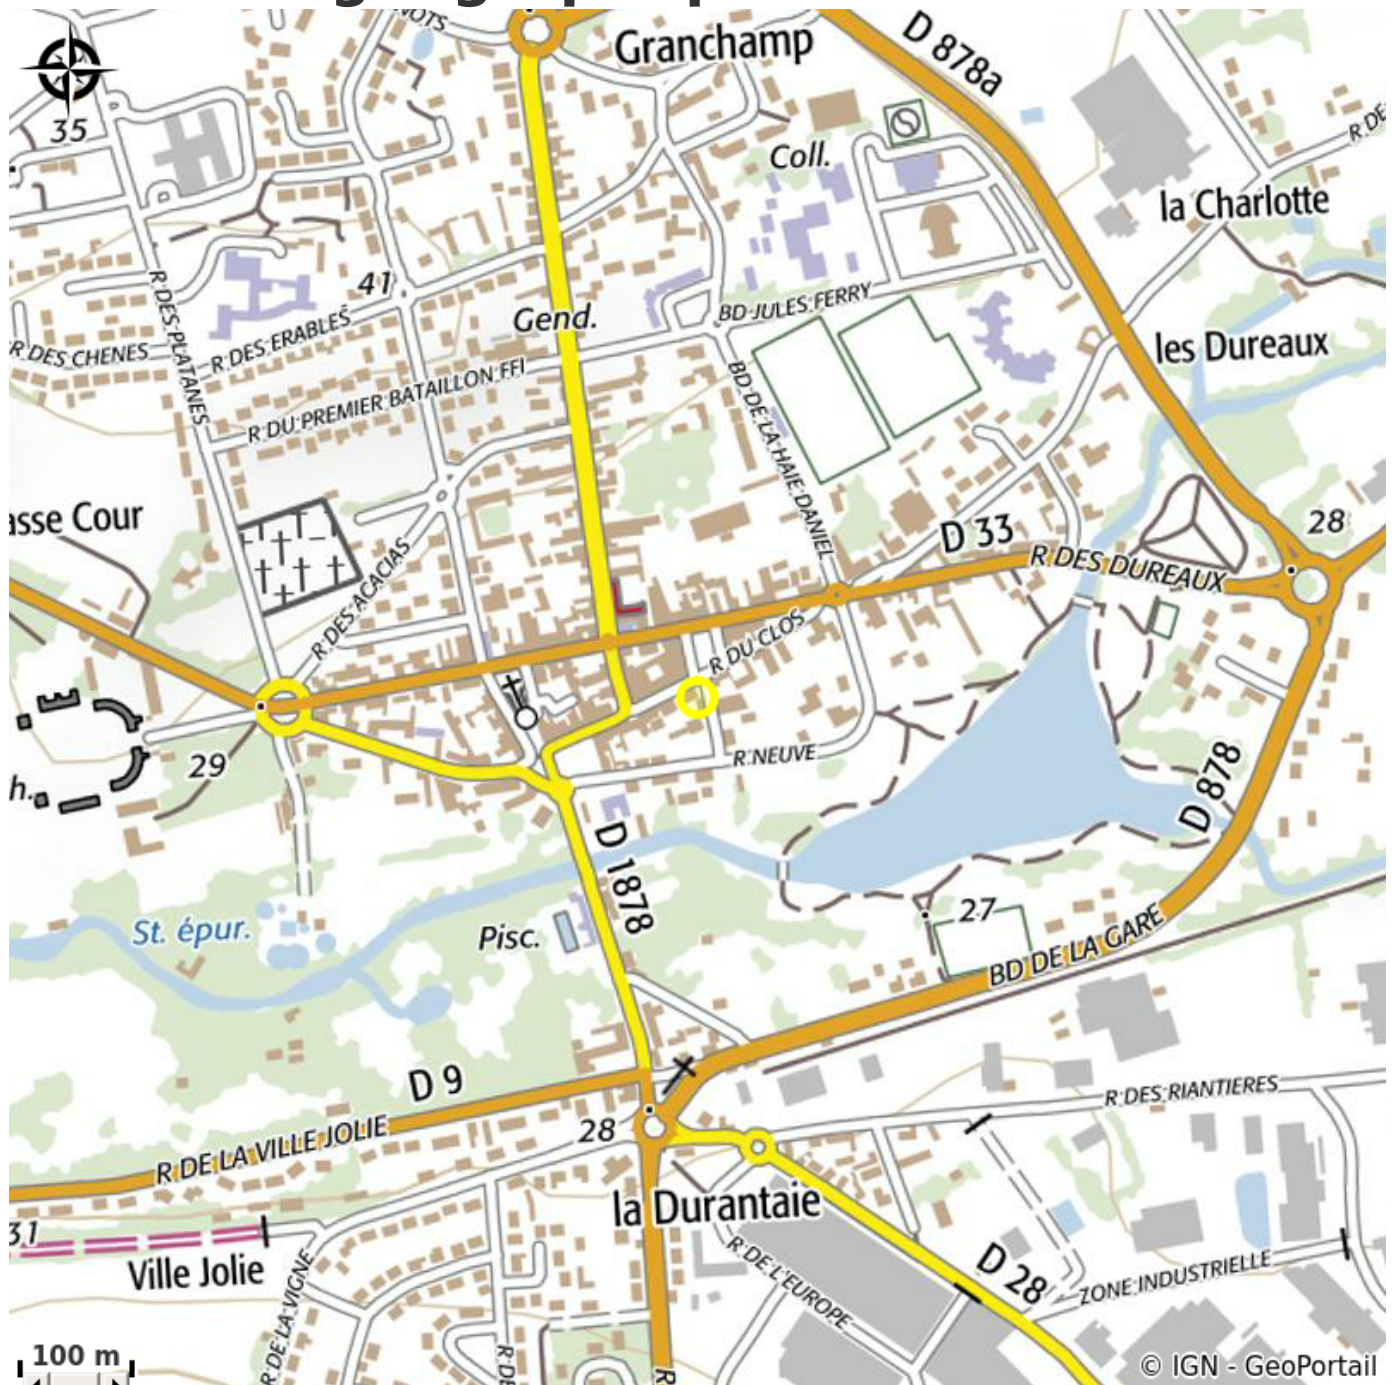 NOTS
Granchamp
D 878a
35
Coll.
R DE
la Charlotte
R DES PLATANES
41
Gend.
BD JULES FERRY
R DES CHENES
R DES ERABLES
les Dureaux
R DU PREMIER BATAILLON FFI
BD DE LA HAIE DANIEL
asse Cour
R DES ACACIAS
D 33
R DES DUREAUX
28
R DU CLOS
29
R NEUVE
h.
D 878
D 1878
St. épur.
Pisc.
27
BD DE LA GARE
D 9
R DES RIANTIERES
28
R DE LA VILLE JOLIE
la Durantaie
31
Ville Jolie
R DE LA VIGNE
R DE L'EUROPE
D 28
ZONE INDUSTRIELLE
R DE
R
100 m
© IGN - GeoPortail